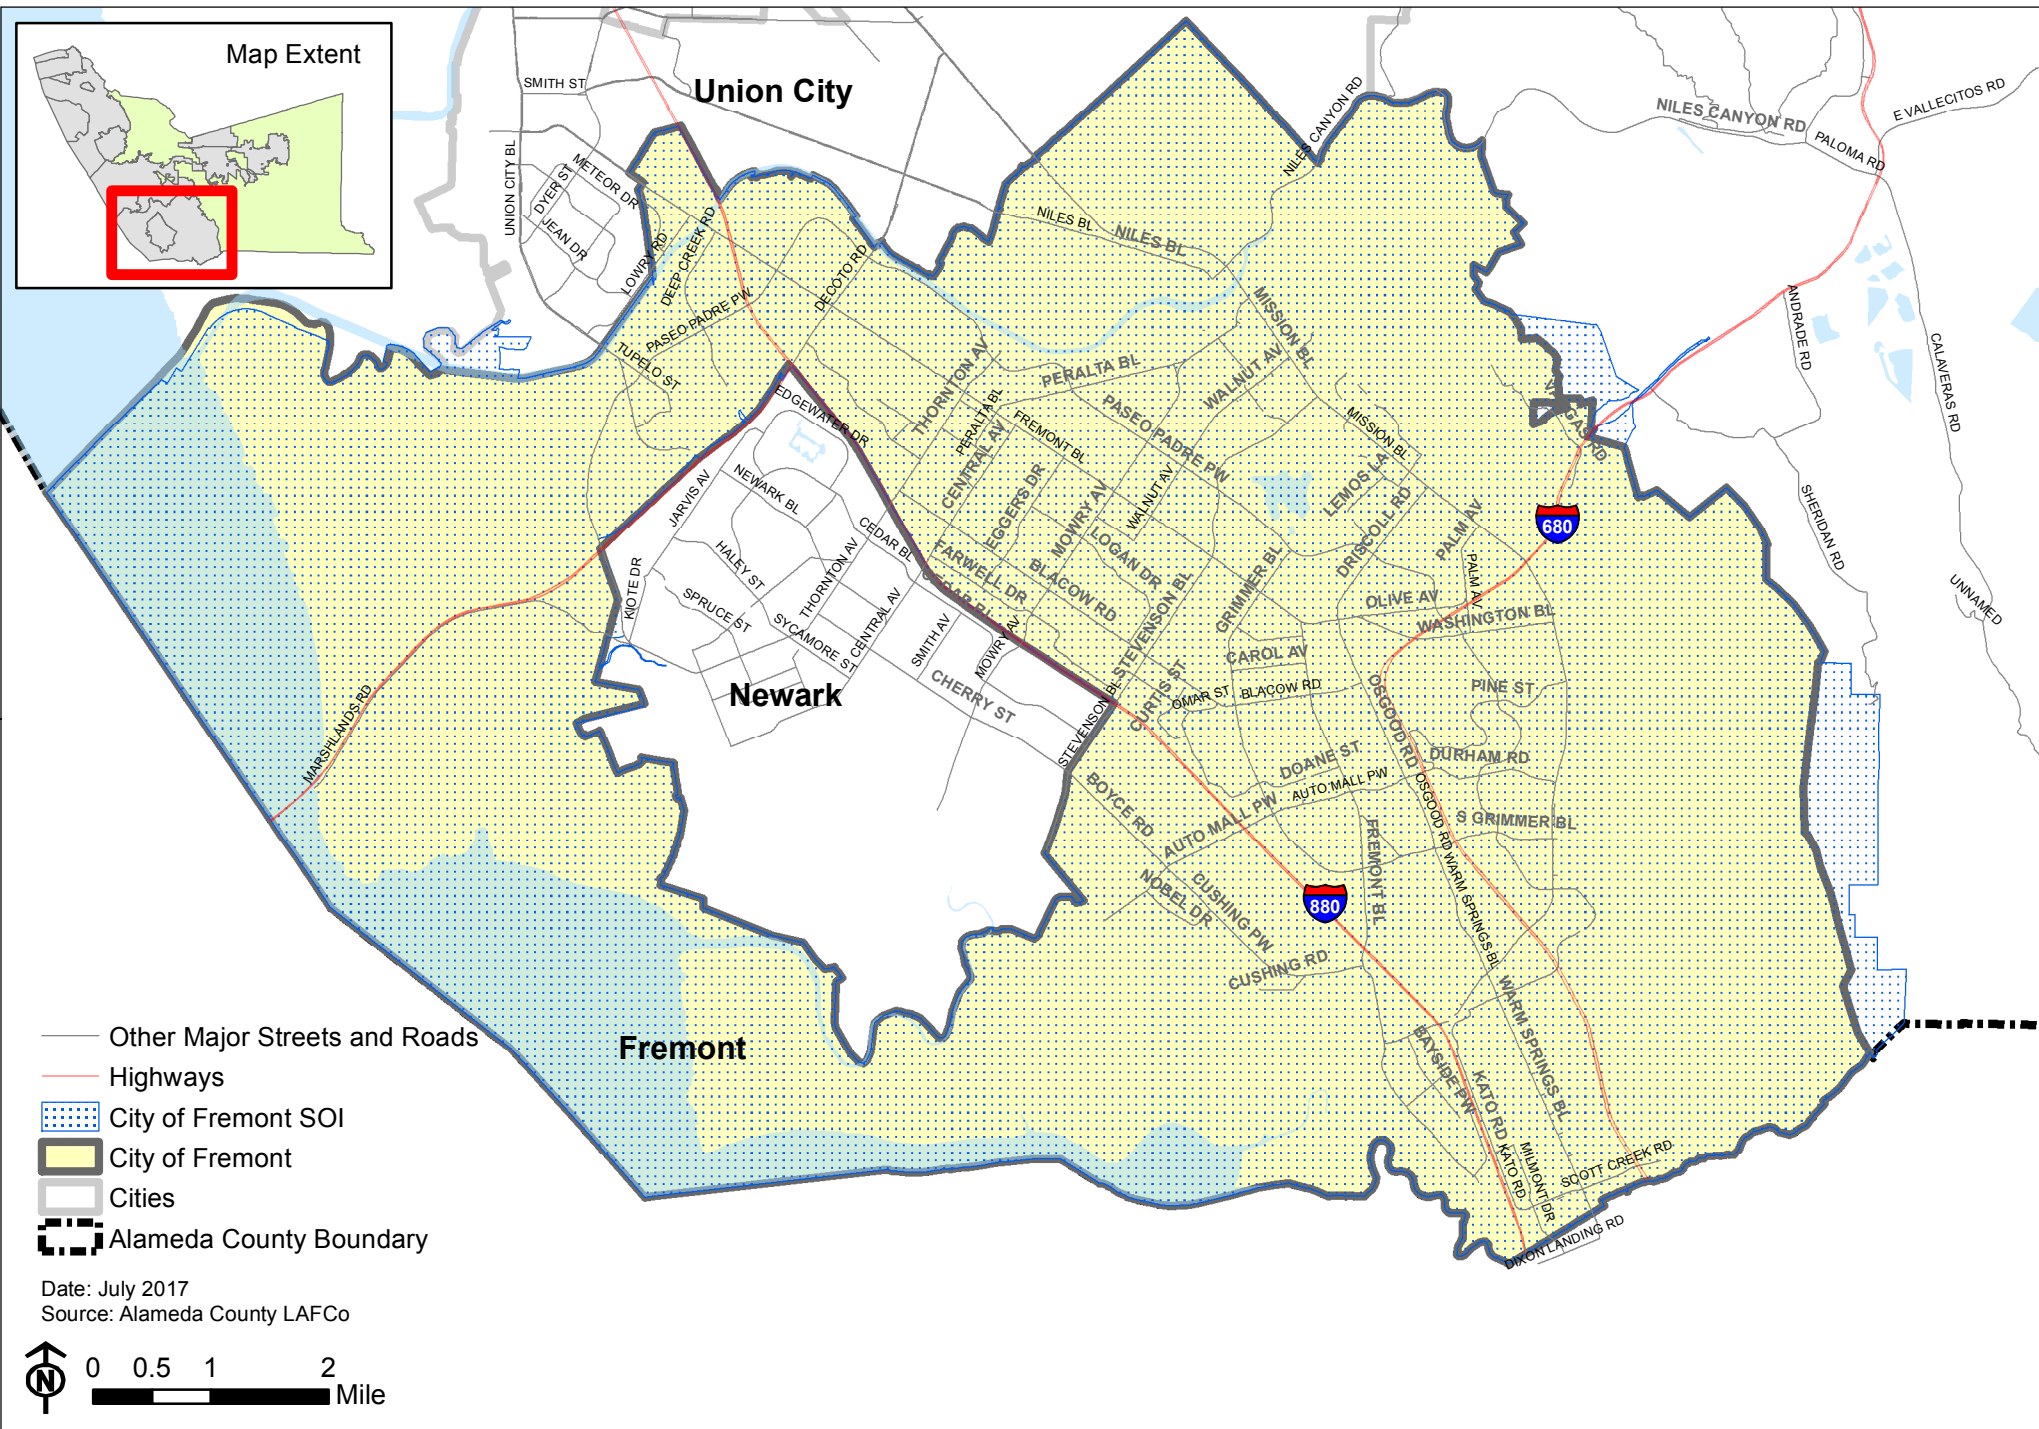 Map Extent
Union City
SMITH ST
UNION CITY BL
DYER ST
METEOR DR
JEAN DR
LOWRY RD
DEEP CREEK RD
PASEO PADRE PW
TUPELO ST
DECOTO RD
NILES CANYON RD
NILES CANYON RD
PALOMA RD
E VALLECITOS RD
NILES BL
NILES BL
MISSION BL
ANDRADE RD
CALAVERAS RD
SHERIDAN RD
UNNAMED
EDGEWATER DR
THORNTON AV
PERALTA BL
PERALTA BL
CENTRAL AV
FREMONT BL
PASEO PADRE PW
WALNUT AV
WALNUT AV
MISSION BL
VARGAS RD
LEMOS LA
DRISCOLL RD
PALM AV
PALM AV
680
JARVIS AV
NEWARK BL
CEDAR BL
HALEY ST
THORNTON AV
KIOTE DR
SPRUCE ST
SYCAMORE ST
CENTRAL AV
SMITH AV
MOWRY AV
CHERRY ST
Newark
EGGERS DR
MOWRY AV
LOGAN DR
FARWELL DR
BLACOW RD
CEDAR BL
STEVENSON BL
STEVENSON BL
GRIMMER BL
OLIVE AV
WASHINGTON BL
CAROL AV
CURTIS ST
OMAR ST
BLACOW RD
OSGOOD RD
PINE ST
DURHAM RD
DOANE ST
AUTO MALL PW
AUTO MALL PW
OSGOOD RD
S GRIMMER BL
BOYCE RD
NOBEL DR
CUSHING PW
CUSHING RD
FREMONT BL
880
WARM SPRINGS BL
WARM SPRINGS BL
BAYSIDE PW
KATO RD
KATO RD
MILMONT DR
SCOTT CREEK RD
DIXON LANDING RD
MARSHLANDS RD
Fremont
Other Major Streets and Roads
Highways
City of Fremont SOI
City of Fremont
Cities
Alameda County Boundary
Date: July 2017
Source: Alameda County LAFCo
N
0 0.5 1 2
Mile